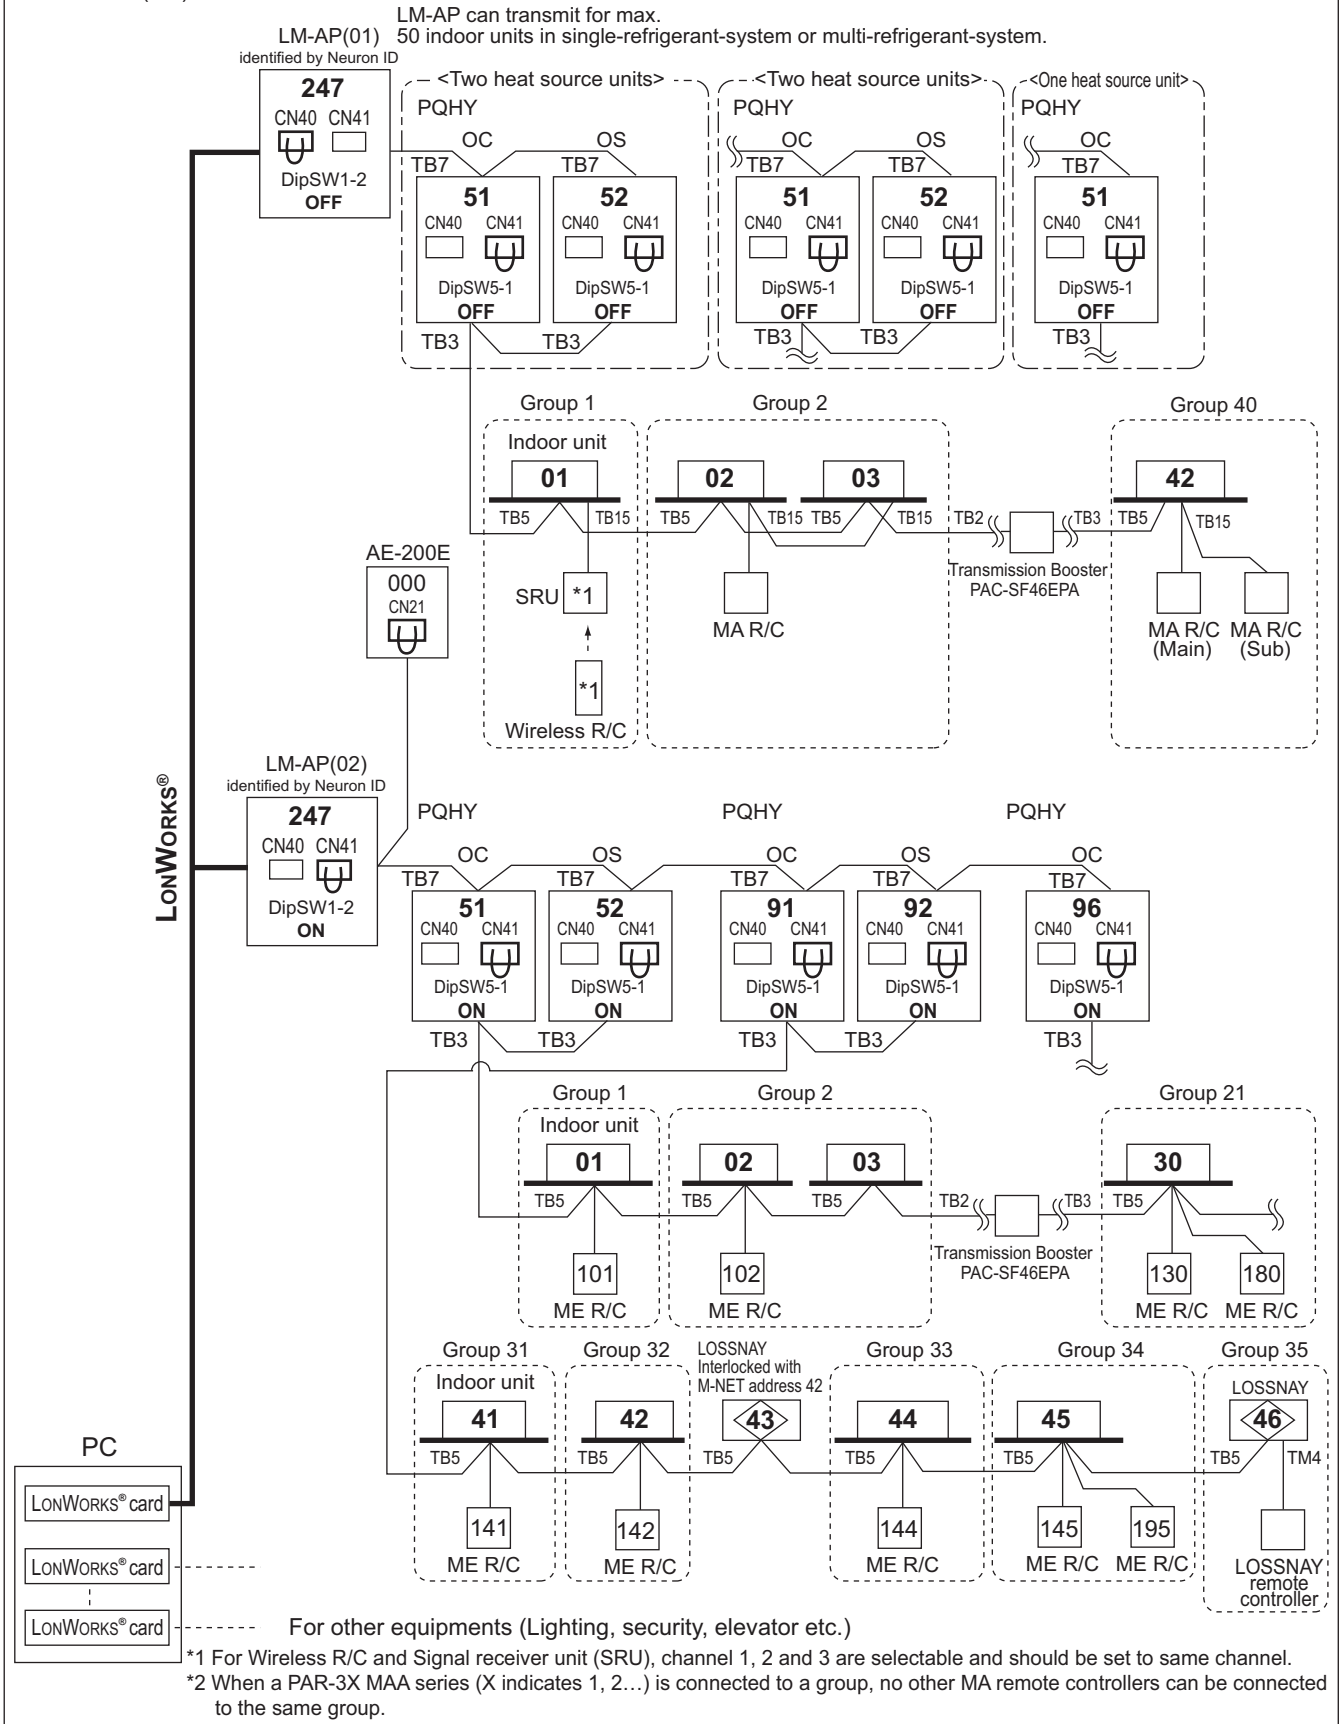 LM-AP can transmit for max.
LM-AP(01) 50 indoor units in single-refrigerant-system or multi-refrigerant-system.
identified by Neuron ID
247
CN40 CN41
DipSW1-2
OFF
<Two heat source units>
PQHY
OC OS
TB7 TB7
51 52
CN40 CN41 CN40 CN41
DipSW5-1 DipSW5-1
OFF OFF
TB3 TB3
<Two heat source units>
PQHY
OC OS
TB7 TB7
51 52
CN40 CN41 CN40 CN41
DipSW5-1 DipSW5-1
OFF OFF
TB3 TB3
<One heat source unit>
PQHY
OC
TB7
51
CN40 CN41
DipSW5-1
OFF
TB3
Group 1 Group 2 Group 40
Indoor unit
01 02 03 42
TB5 TB15 TB5 TB15 TB5 TB15 TB2 TB3 TB5 TB15
Transmission Booster
PAC-SF46EPA
SRU *1
*1
Wireless R/C
MA R/C
MA R/C MA R/C
(Main) (Sub)
AE-200E
000
CN21
LONWORKS®
LM-AP(02)
identified by Neuron ID
247
CN40 CN41
DipSW1-2
ON
PQHY PQHY PQHY
OC OS OC OS OC
TB7 TB7 TB7 TB7 TB7
51 52 91 92 96
CN40 CN41 CN40 CN41 CN40 CN41 CN40 CN41 CN40 CN41
DipSW5-1 DipSW5-1 DipSW5-1 DipSW5-1 DipSW5-1
ON ON ON ON ON
TB3 TB3 TB3 TB3 TB3
Group 1 Group 2 Group 21
Indoor unit
01 02 03 30
TB5 TB5 TB5 TB2 TB3 TB5
Transmission Booster
PAC-SF46EPA
101 102 130 180
ME R/C ME R/C ME R/C ME R/C
Group 31 Group 32 Group 33 Group 34 Group 35
LOSSNAY
Interlocked with
M-NET address 42
Indoor unit LOSSNAY
41 42 43 44 45 46
TB5 TB5 TB5 TB5 TB5 TB5 TM4
141 142 144 145 195
ME R/C ME R/C ME R/C ME R/C ME R/C
LOSSNAY
remote
controller
PC
LONWORKS® card
LONWORKS® card
LONWORKS® card
For other equipments (Lighting, security, elevator etc.)
*1 For Wireless R/C and Signal receiver unit (SRU), channel 1, 2 and 3 are selectable and should be set to same channel.
*2 When a PAR-3X MAA series (X indicates 1, 2…) is connected to a group, no other MA remote controllers can be connected
to the same group.